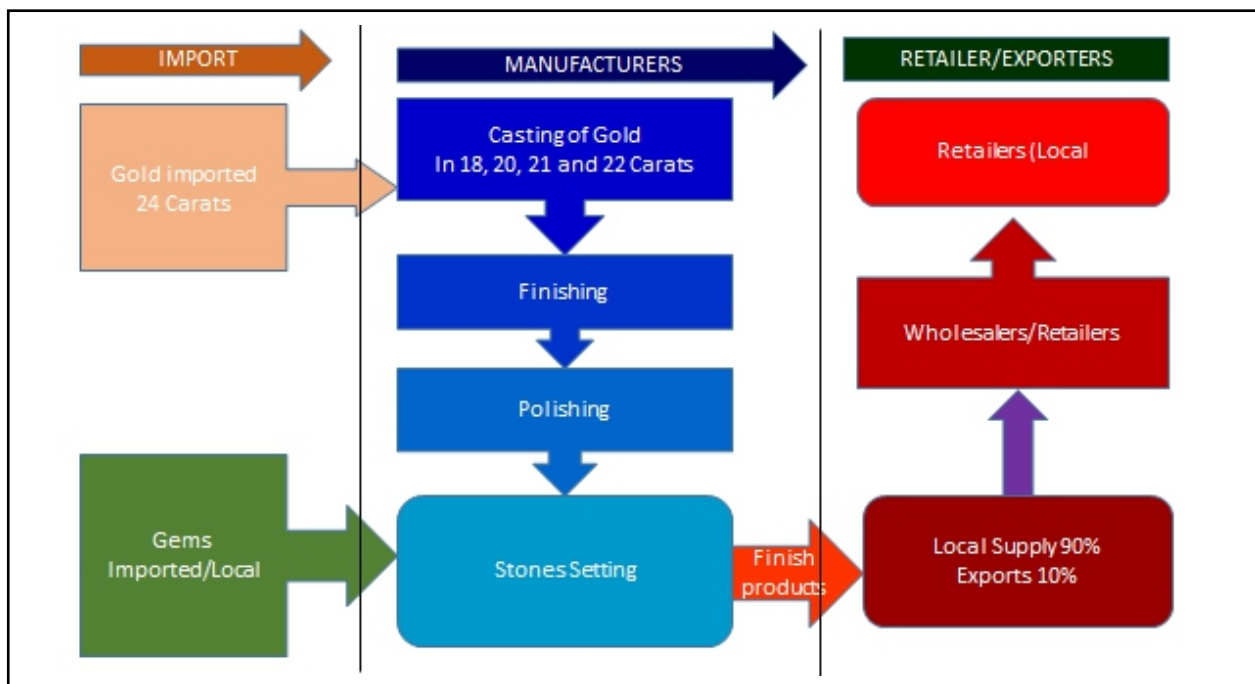 IMPORT
Gold imported
24 Carats
Gems
Imported/Local
MANUFACTURERS
Casting of Gold
In 18, 20, 21 and 22 Carats
Finishing
Polishing
Stones Setting
Finish
products
RETAILER/EXPORTERS
Retailers (Local
Wholesalers/Retailers
Local Supply 90%
Exports 10%